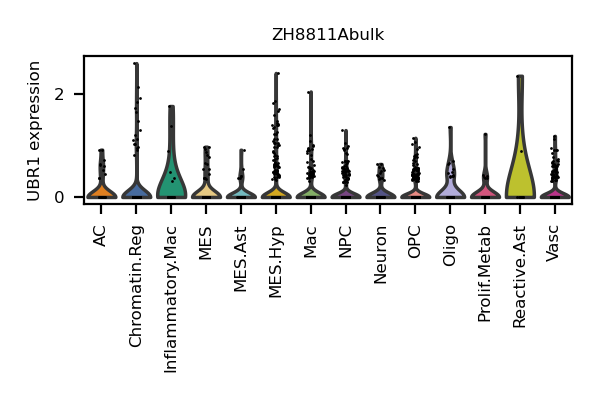 ZH8811Abulk
UBR1 expression
2
0
AC
Chromatin.Reg
Inflammatory.Mac
MES
MES.Ast
MES.Hyp
Mac
NPC
Neuron
OPC
Oligo
Prolif.Metab
Reactive.Ast
Vasc